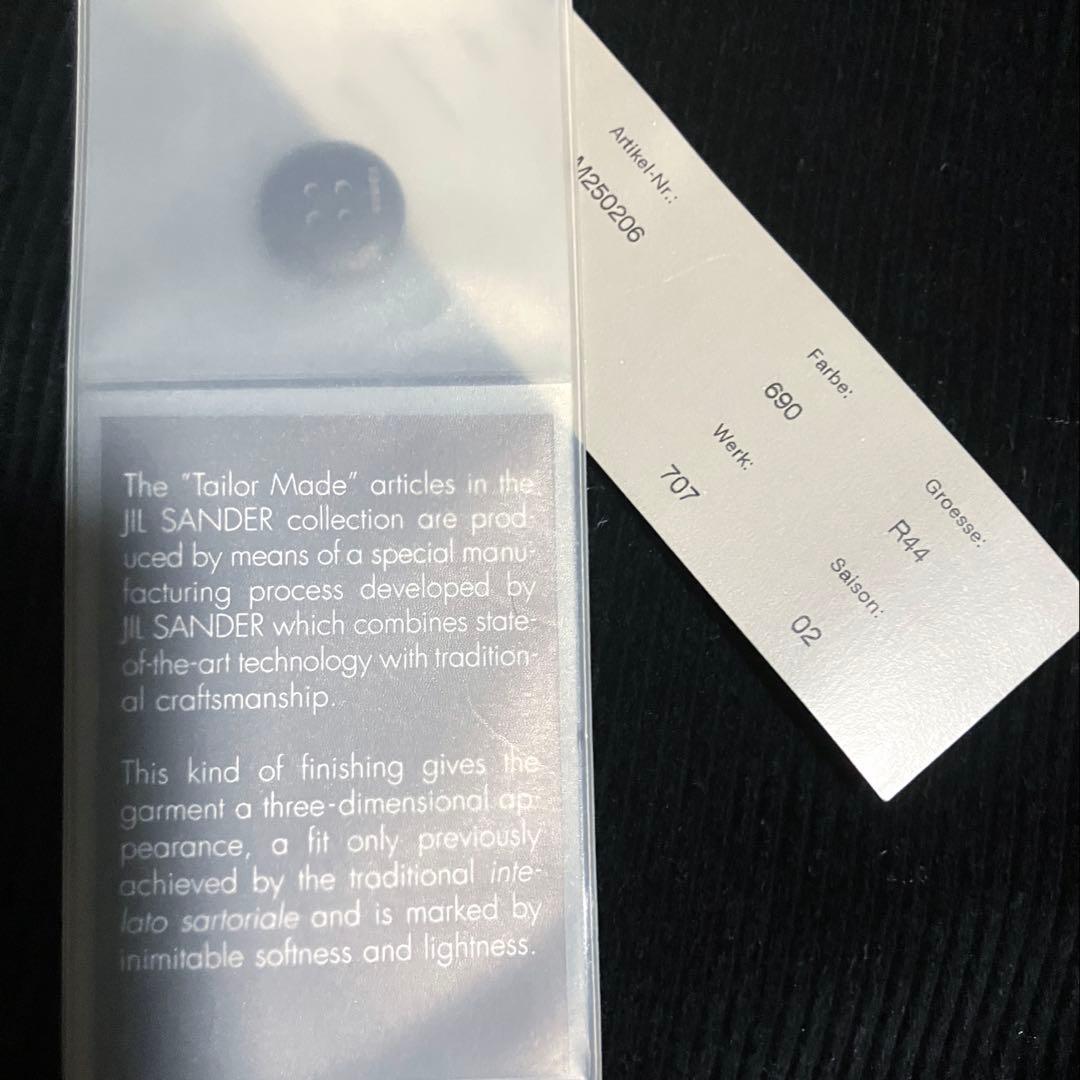 The "Tailor Made" articles in the
JIL SANDER collection are prod-
uced by means of a special manu-
facturing process developed by
JIL SANDER which combines state-
of-the-art technology with tradition-
al craftsmanship.
This kind of finishing gives the
garment a three-dimensional ap-
pearance, a fit only previously
achieved by the traditional inte-
lato sartoriale and is marked by
inimitable softness and lightness.
Artikel-Nr.:
M250206
Farbe:
690
Groesse:
R44
Werk:
707
Saison:
02